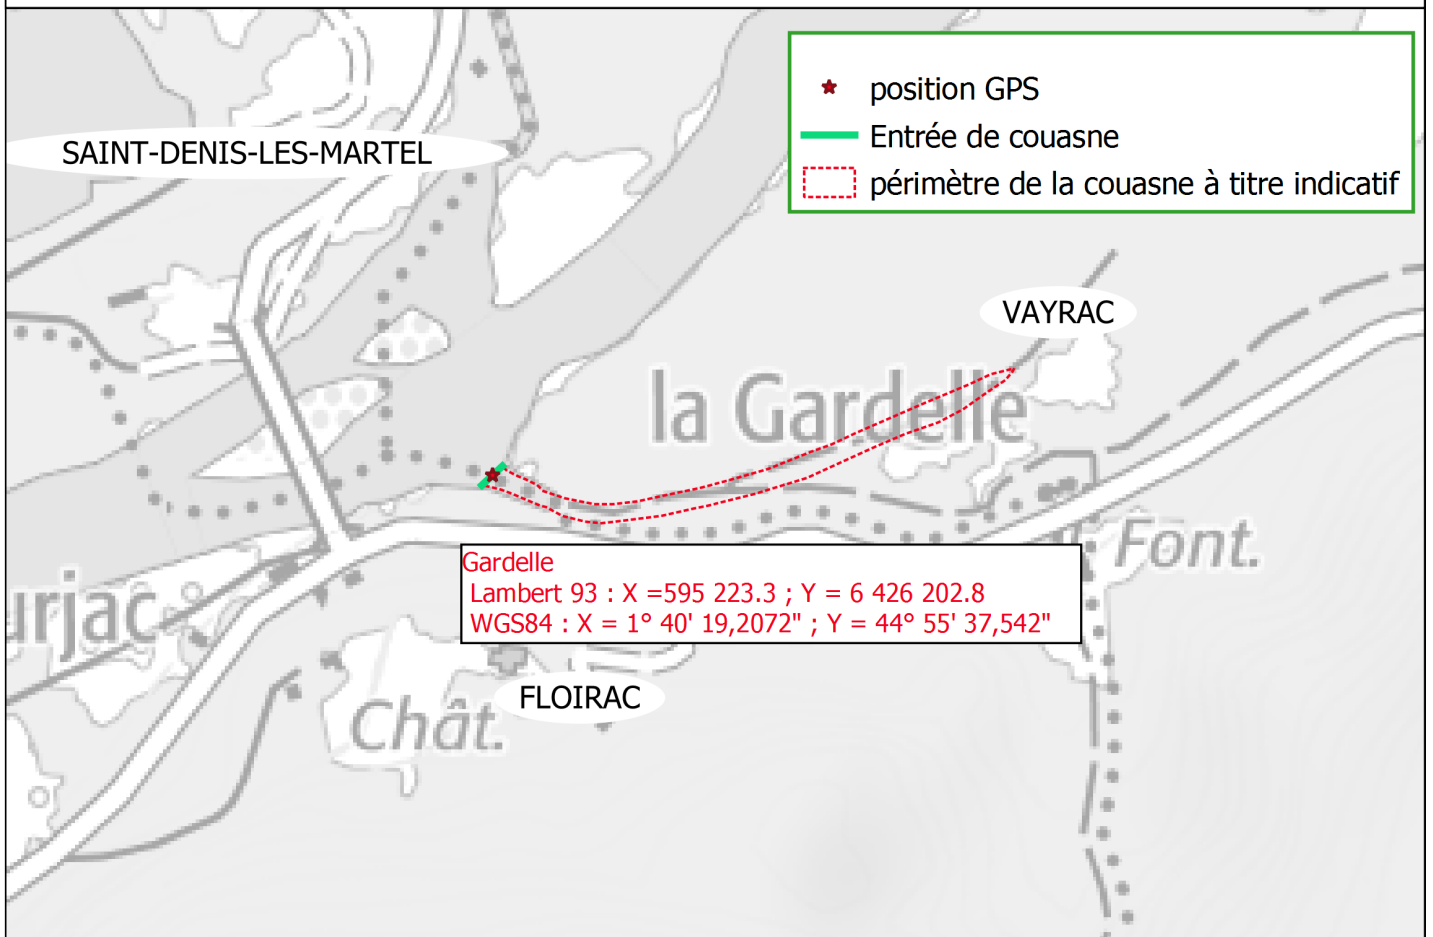 position GPS
Entrée de couasne
périmètre de la couasne à titre indicatif
SAINT-DENIS-LES-MARTEL
VAYRAC
la Gardelle
Font.
Gardelle
Lambert 93 : X =595 223.3 ; Y = 6 426 202.8
WGS84 : X = 1° 40' 19,2072" ; Y = 44° 55' 37,542"
urjac
FLOIRAC
Chât.